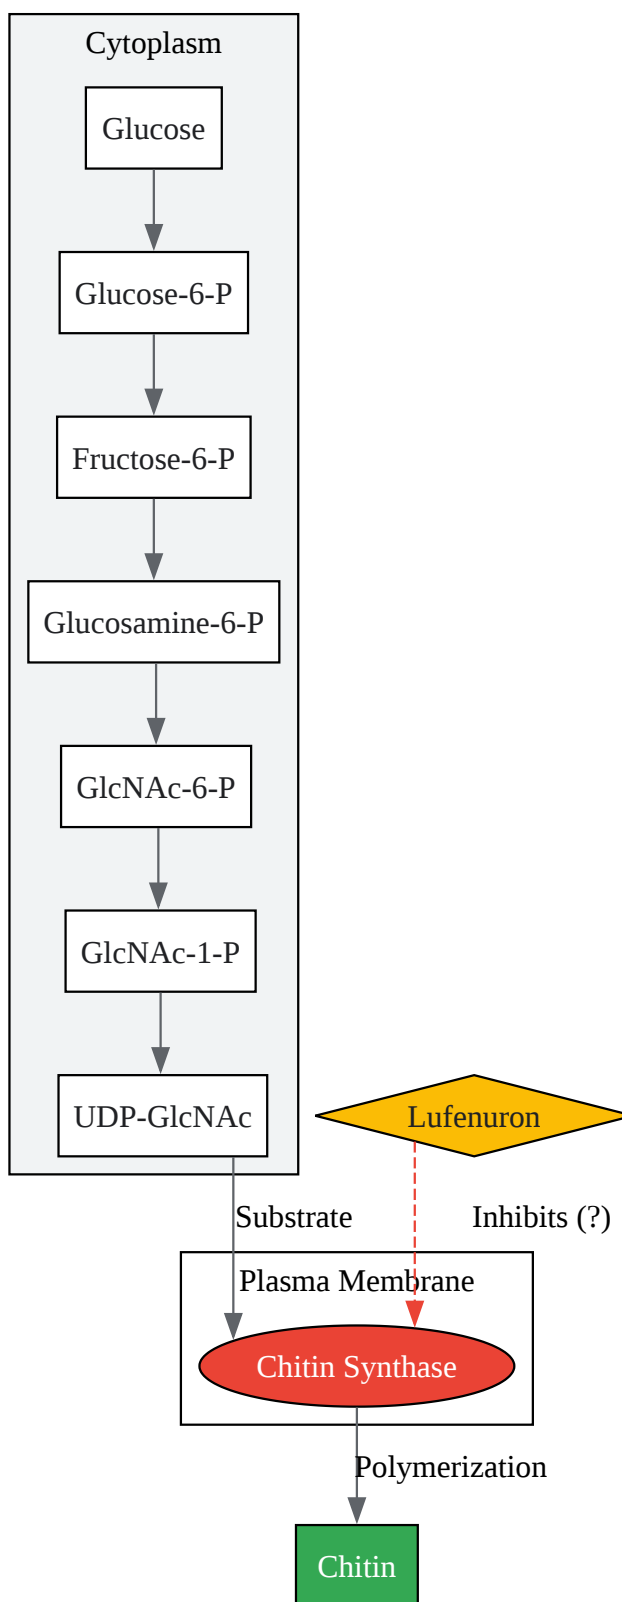 Cytoplasm
Glucose
Glucose-6-P
Fructose-6-P
Glucosamine-6-P
GlcNAc-6-P
GlcNAc-1-P
UDP-GlcNAc
Lufenuron
Substrate
Inhibits (?)
Plasma Membrane
Chitin Synthase
Polymerization
Chitin